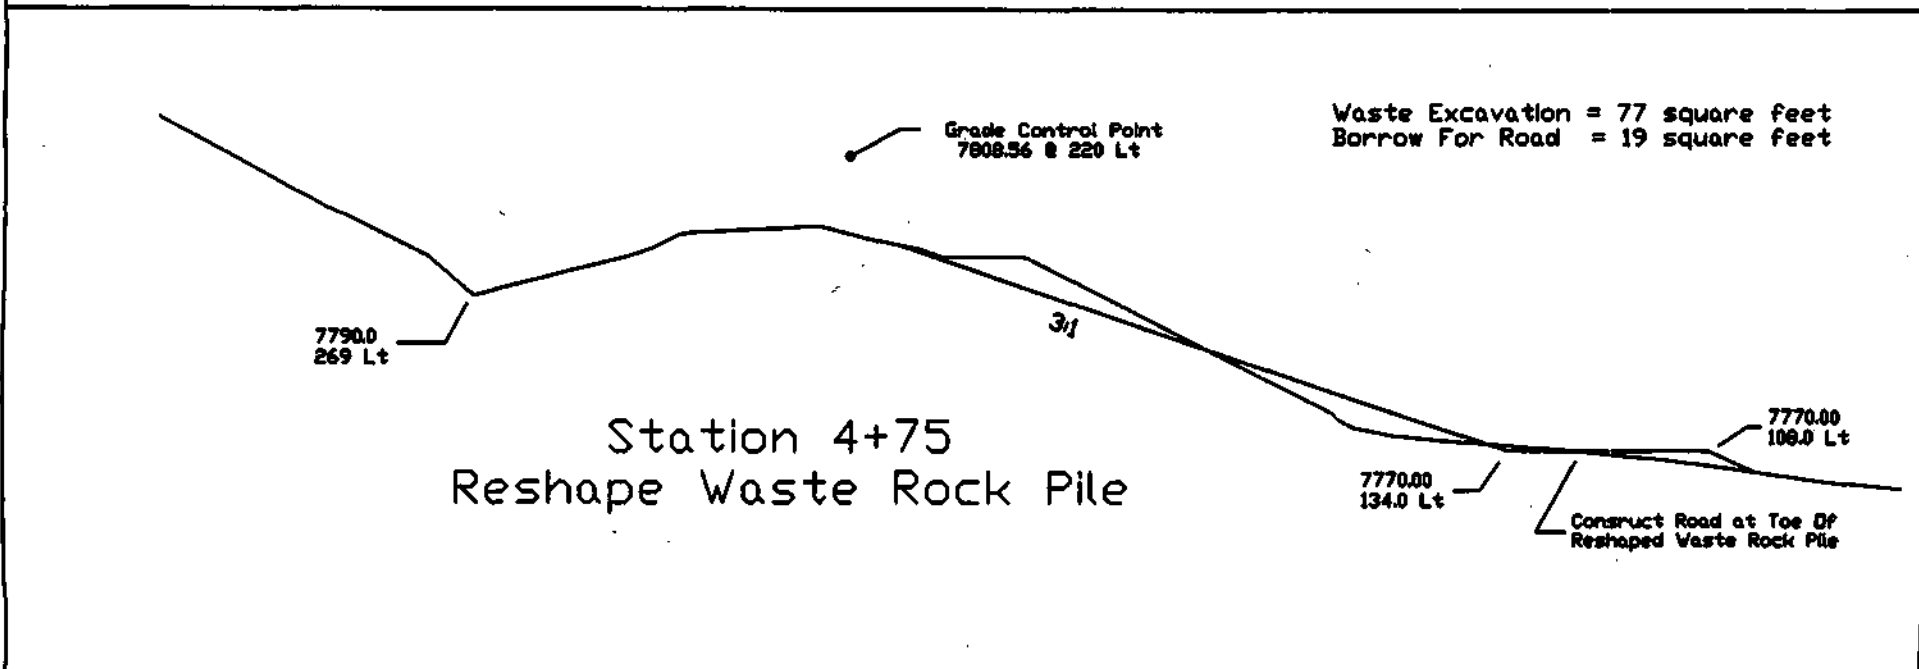 Grade Control Point
7808.56 @ 220 Lt
Waste Excavation = 77 square feet
Borrow For Road = 19 square feet
7790.0
269 Lt
3:1
Station 4+75
Reshape Waste Rock Pile
7770.00
108.0 Lt
7770.00
134.0 Lt
Consruct Road at Toe Of
Reshaped Waste Rock Pile